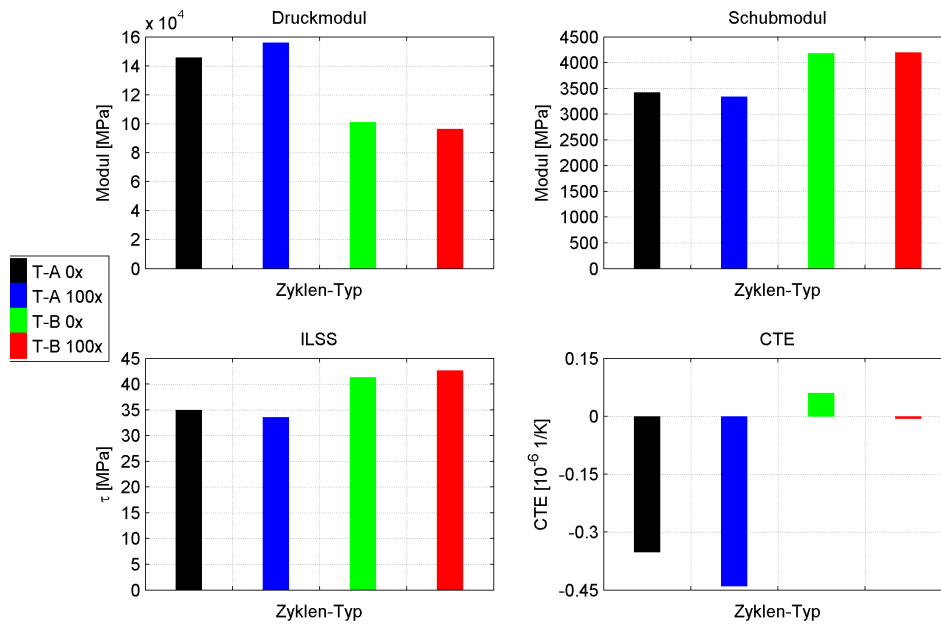 Druckmodul
x 10⁴
16
14
12
10
8
6
4
2
0
Modul [MPa]
Zyklen-Typ
Schubmodul
4500
4000
3500
3000
2500
2000
1500
1000
500
0
Modul [MPa]
Zyklen-Typ
T-A 0x
T-A 100x
T-B 0x
T-B 100x
ILSS
45
40
35
30
25
20
15
10
5
0
τ [MPa]
Zyklen-Typ
CTE
0.15
0
-0.15
-0.3
-0.45
CTE [10⁻⁶ 1/K]
Zyklen-Typ